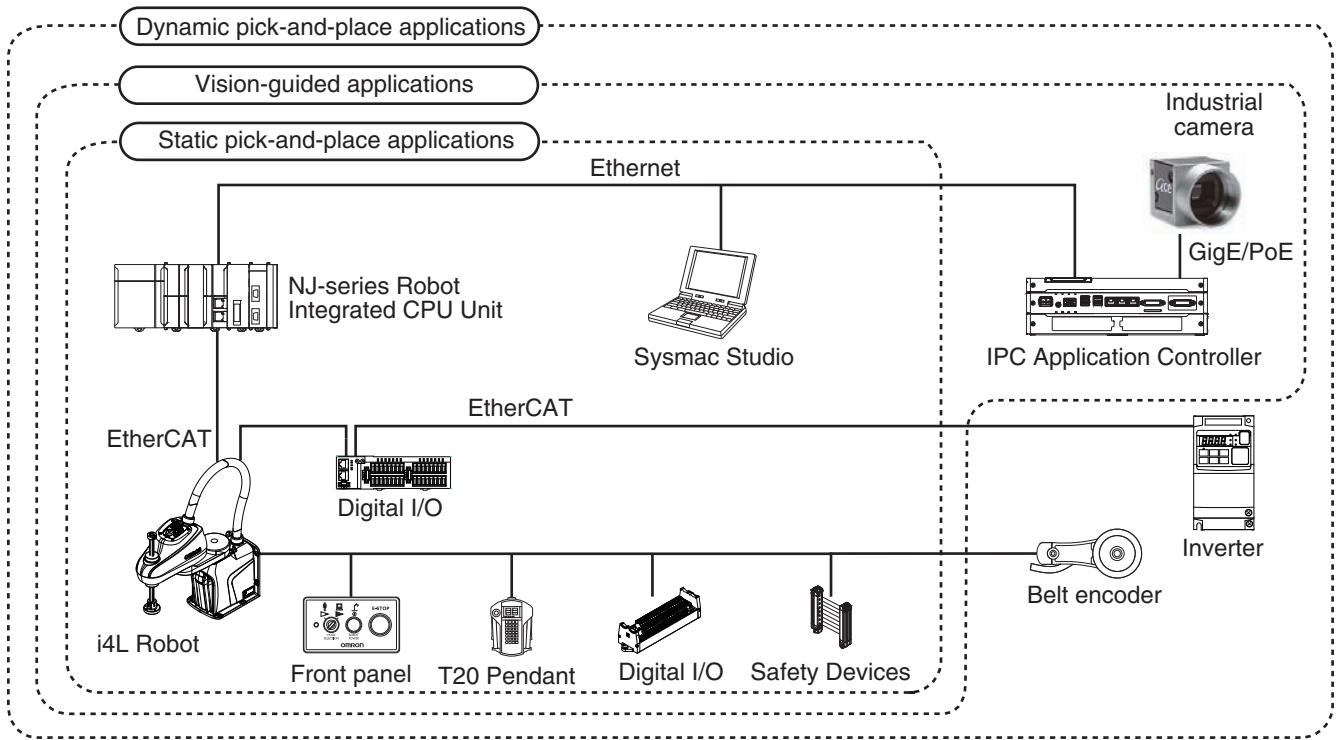 Dynamic pick-and-place applications
Vision-guided applications
Static pick-and-place applications
Industrial
camera
Ethernet
GigE/PoE
NJ-series Robot
Integrated CPU Unit
Sysmac Studio
IPC Application Controller
EtherCAT
EtherCAT
Digital I/O
Inverter
Belt encoder
i4L Robot
E-STOP
OMRON
Front panel
T20 Pendant
Digital I/O
Safety Devices